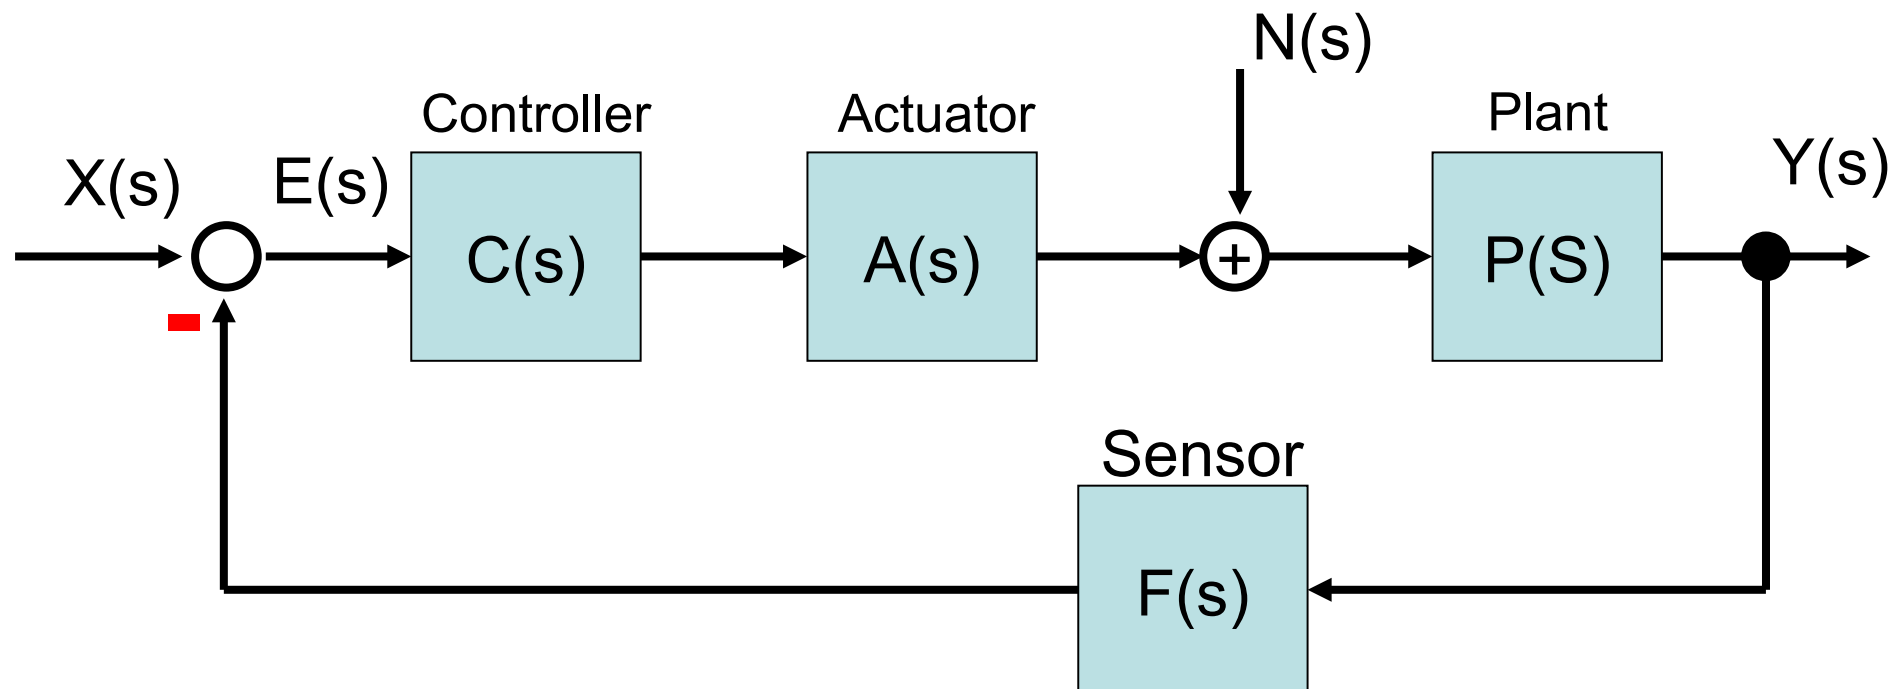 N(s)
Controller
Actuator
Plant
X(s)
E(s)
Y(s)
C(s)
A(s)
+
P(S)
-
Sensor
F(s)